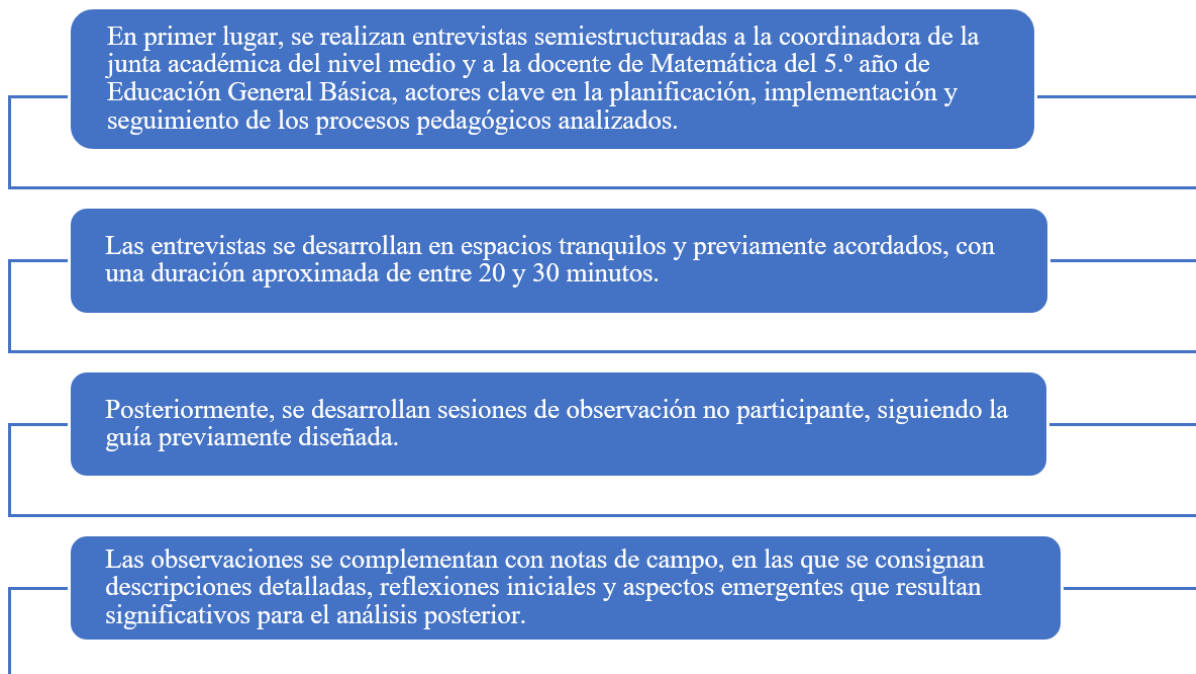 En primer lugar, se realizan entrevistas semiestructuradas a la coordinadora de la
junta académica del nivel medio y a la docente de Matemática del 5.º año de
Educación General Básica, actores clave en la planificación, implementación y
seguimiento de los procesos pedagógicos analizados.
Las entrevistas se desarrollan en espacios tranquilos y previamente acordados, con
una duración aproximada de entre 20 y 30 minutos.
Posteriormente, se desarrollan sesiones de observación no participante, siguiendo la
guía previamente diseñada.
Las observaciones se complementan con notas de campo, en las que se consignan
descripciones detalladas, reflexiones iniciales y aspectos emergentes que resultan
significativos para el análisis posterior.